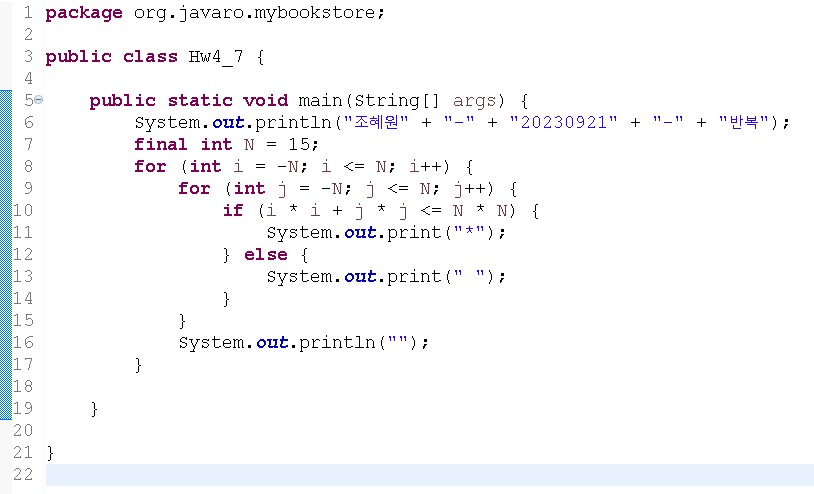 1 package org.javaro.mybookstore;
2
3 public class Hw4_7 {
4
5     public static void main(String[] args) {
6         System.out.println("조혜원" + "-" + "20230921" + "-" + "반복");
7         final int N = 15;
8         for (int i = -N; i <= N; i++) {
9             for (int j = -N; j <= N; j++) {
10                 if (i * i + j * j <= N * N) {
11                     System.out.print("*");
12                 } else {
13                     System.out.print(" ");
14                 }
15             }
16             System.out.println("");
17         }
18
19     }
20
21 }
22